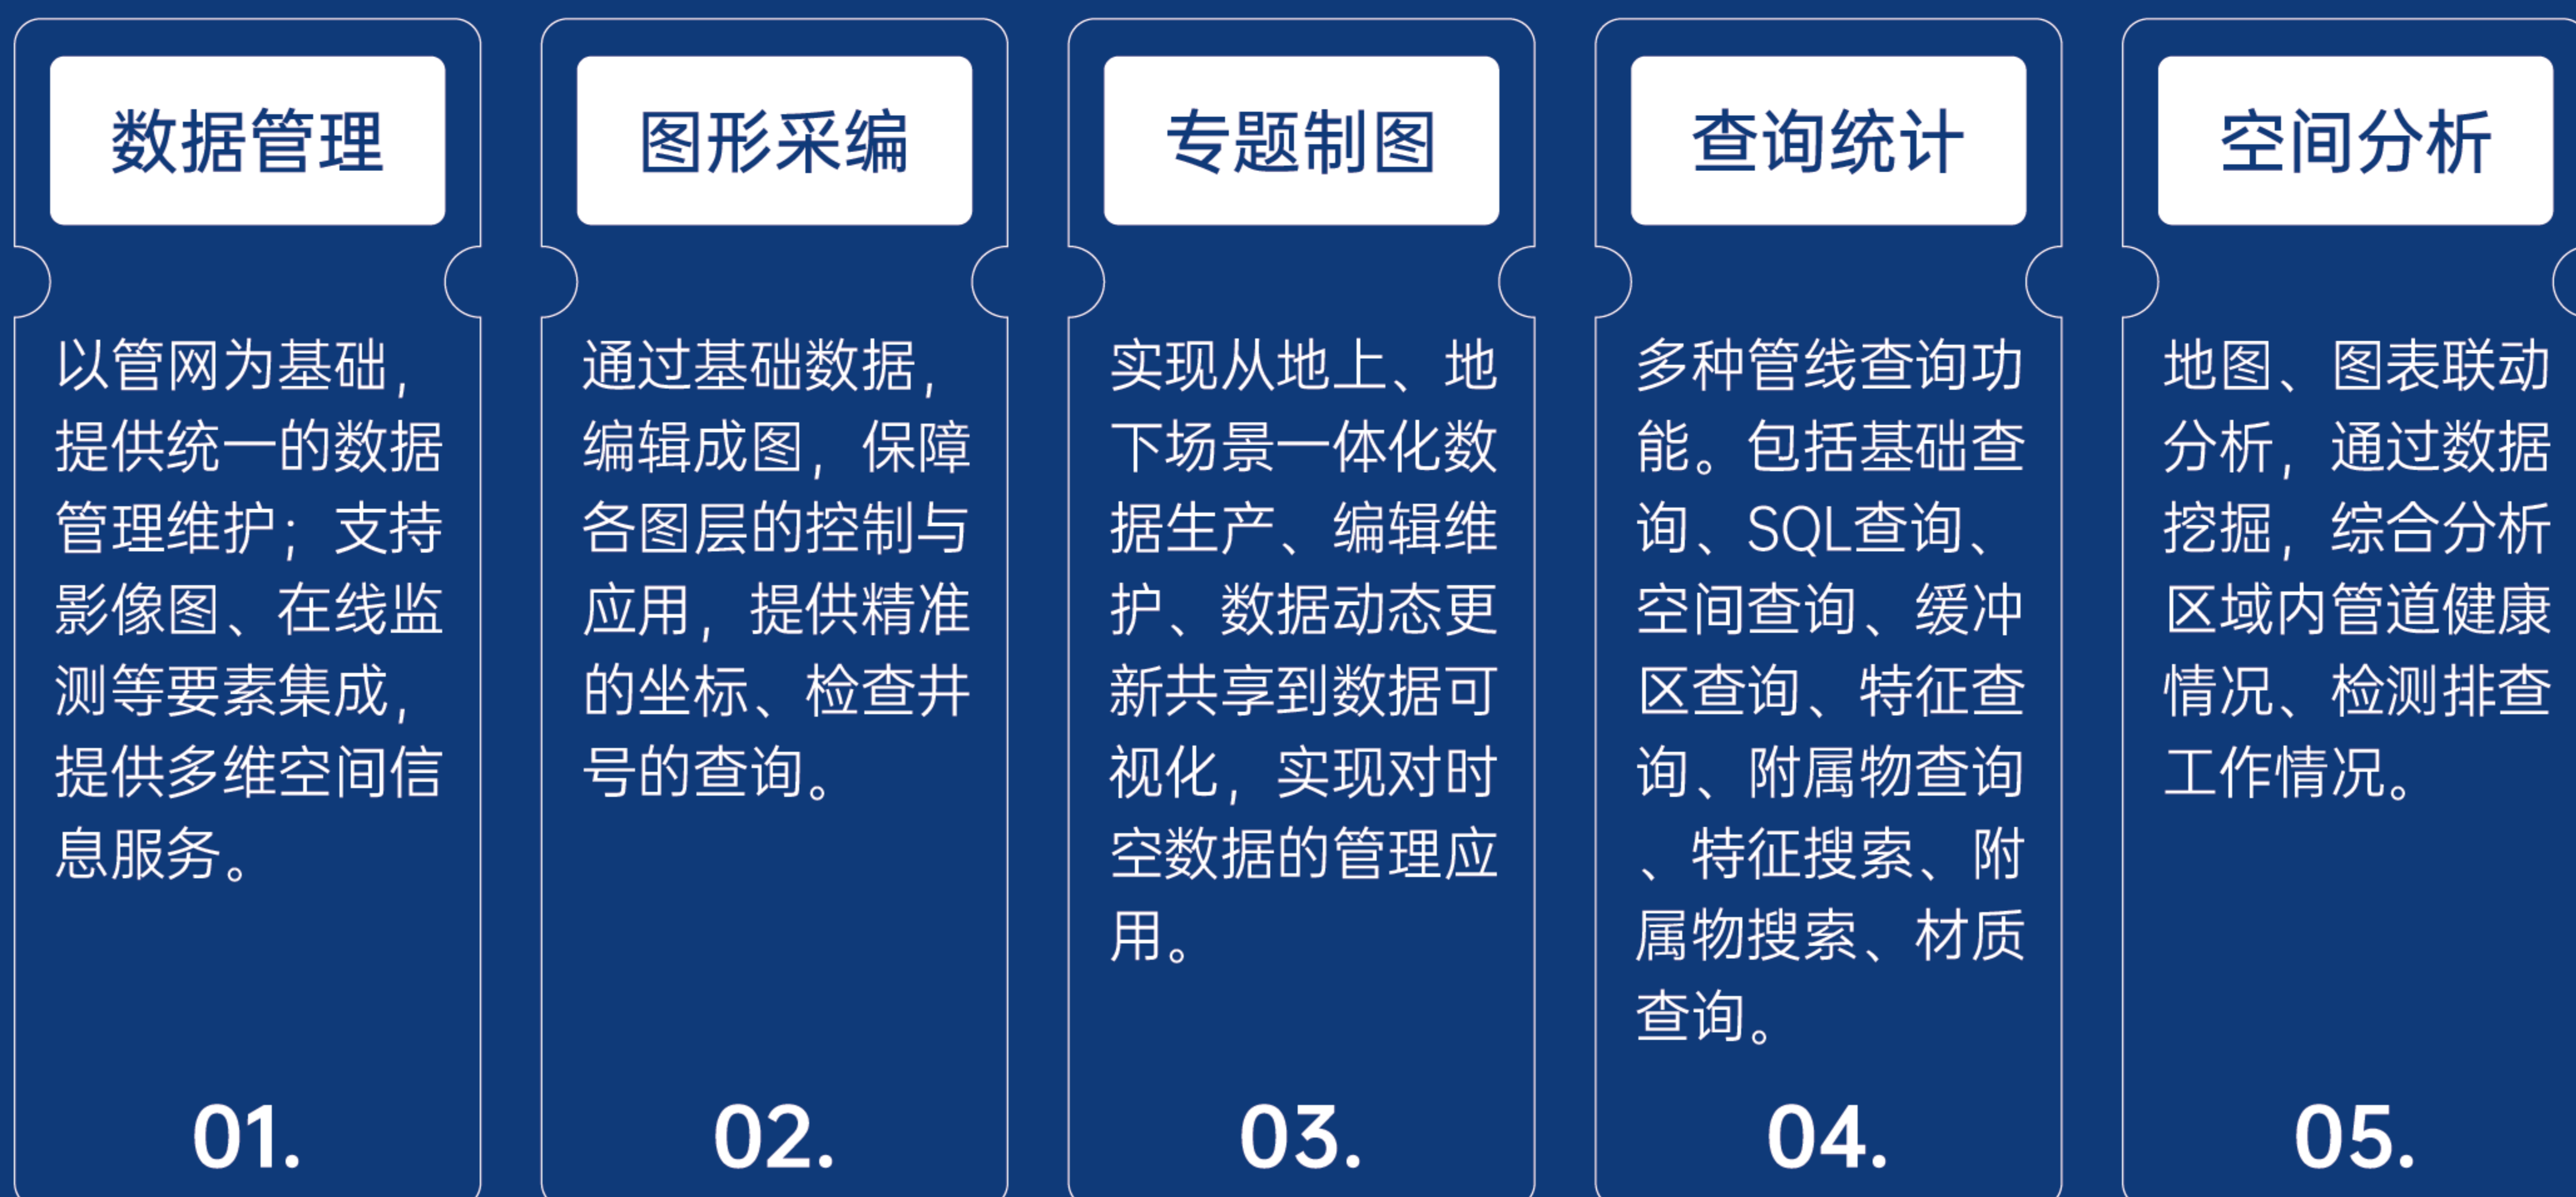 数据管理
以管网为基础，
提供统一的数据
管理维护；支持
影像图、在线监
测等要素集成，
提供多维空间信
息服务。
01.
图形采编
通过基础数据，
编辑成图，保障
各图层的控制与
应用，提供精准
的坐标、检查井
号的查询。
02.
专题制图
实现从地上、地
下场景一体化数
据生产、编辑维
护、数据动态更
新共享到数据可
视化，实现对时
空数据的管理应
用。
03.
查询统计
多种管线查询功
能。包括基础查
询、SQL查询、
空间查询、缓冲
区查询、特征查
询、附属物查询
、特征搜索、附
属物搜索、材质
查询。
04.
空间分析
地图、图表联动
分析，通过数据
挖掘，综合分析
区域内管道健康
情况、检测排查
工作情况。
05.